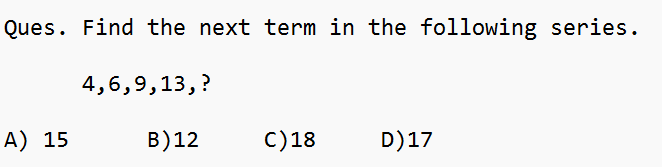 Ques. Find the next term in the following series.
4,6,9,13,?
A) 15 B)12 C)18 D)17